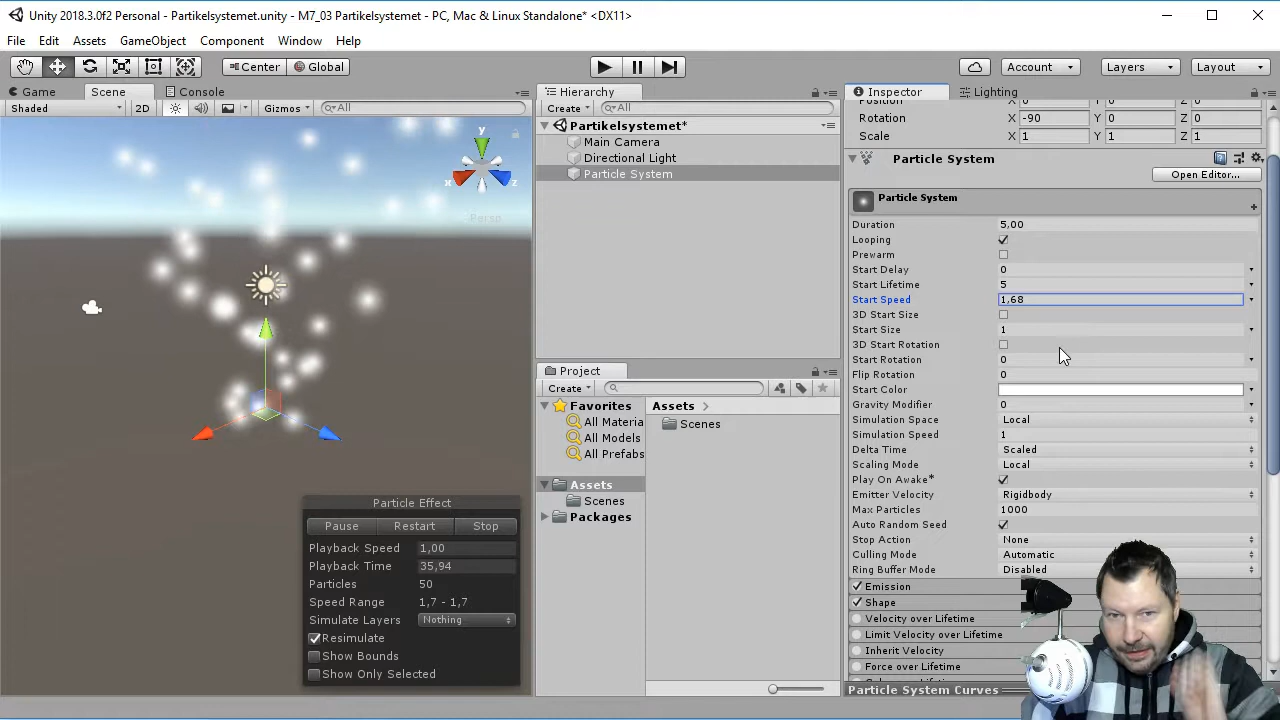 Unity 2018.3.0f2 Personal - Partikelsystemet.unity - M7_03 Partikelsystemet - PC, Mac & Linux Standalone* <DX11>
File Edit Assets GameObject Component Window Help
Center Global Account Layers Layout
Game Scene Console
Shaded 2D Gizmos All
y
x
z
Persp
Particle Effect
Pause Restart Stop
Playback Speed 1,00
Playback Time 35,94
Particles 50
Speed Range 1,7 - 1,7
Simulate Layers Nothing
Resimulate
Show Bounds
Show Only Selected
Hierarchy
Create All
Partikelsystemet*
Main Camera
Directional Light
Particle System
Project
Create
Favorites
All Materia
All Models
All Prefabs
Assets
Scenes
Packages
Assets
Scenes
Inspector Lighting
Position X 0 Y 0 Z 0
Rotation X -90 Y 0 Z 0
Scale X 1 Y 1 Z 1
Particle System
Open Editor...
Particle System
Duration 5,00
Looping
Prewarm
Start Delay 0
Start Lifetime 5
Start Speed 1,68
3D Start Size
Start Size 1
3D Start Rotation
Start Rotation 0
Flip Rotation 0
Start Color
Gravity Modifier 0
Simulation Space Local
Simulation Speed 1
Delta Time Scaled
Scaling Mode Local
Play On Awake*
Emitter Velocity Rigidbody
Max Particles 1000
Auto Random Seed
Stop Action None
Culling Mode Automatic
Ring Buffer Mode Disabled
Emission
Shape
Velocity over Lifetime
Limit Velocity over Lifetime
Inherit Velocity
Force over Lifetime
Particle System Curves